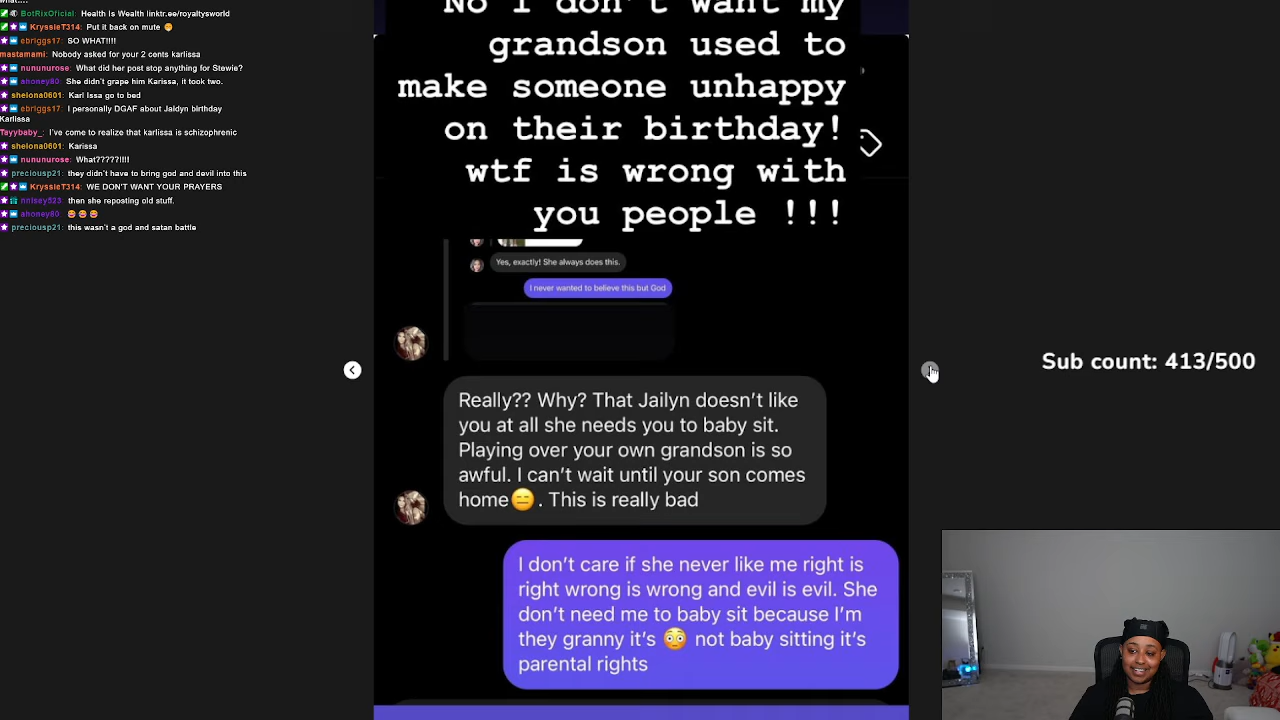 BotRixOficial: Health Is Wealth linktr.ee/royaltysworld
KryssieT314: Put it back on mute
ebriggs17: SO WHAT!!!!
mastamami: Nobody asked for your 2 cents karlissa
nununurose: What did her post stop anything for Stewie?
ahoney80: She didn't grape him Karissa, it took two.
shelona0601: Karl Issa go to bed
ebriggs17: I personally DGAF about Jaldyn birthday
Karlissa
Tayybaby_: I've come to realize that karlissa is schizophrenic
shelona0601: Karissa
nununurose: What?????!!!!
preciousp21: they didn't have to bring god and devil into this
KryssieT314: WE DON'T WANT YOUR PRAYERS
nnisey523: then she reposting old stuff.
ahoney80: 😍 😍 😍
preciousp21: this wasn't a god and satan battle
No I don't want my
grandson used to
make someone unhappy
on their birthday!
wtf is wrong with
you people !!!
Yes, exactly! She always does this.
I never wanted to believe this but God
Really?? Why? That Jailyn doesn't like
you at all she needs you to baby sit.
Playing over your own grandson is so
awful. I can't wait until your son comes
home😑 . This is really bad
I don't care if she never like me right is
right wrong is wrong and evil is evil. She
don't need me to baby sit because I'm
they granny it's 😳 not baby sitting it's
parental rights
Sub count: 413/500